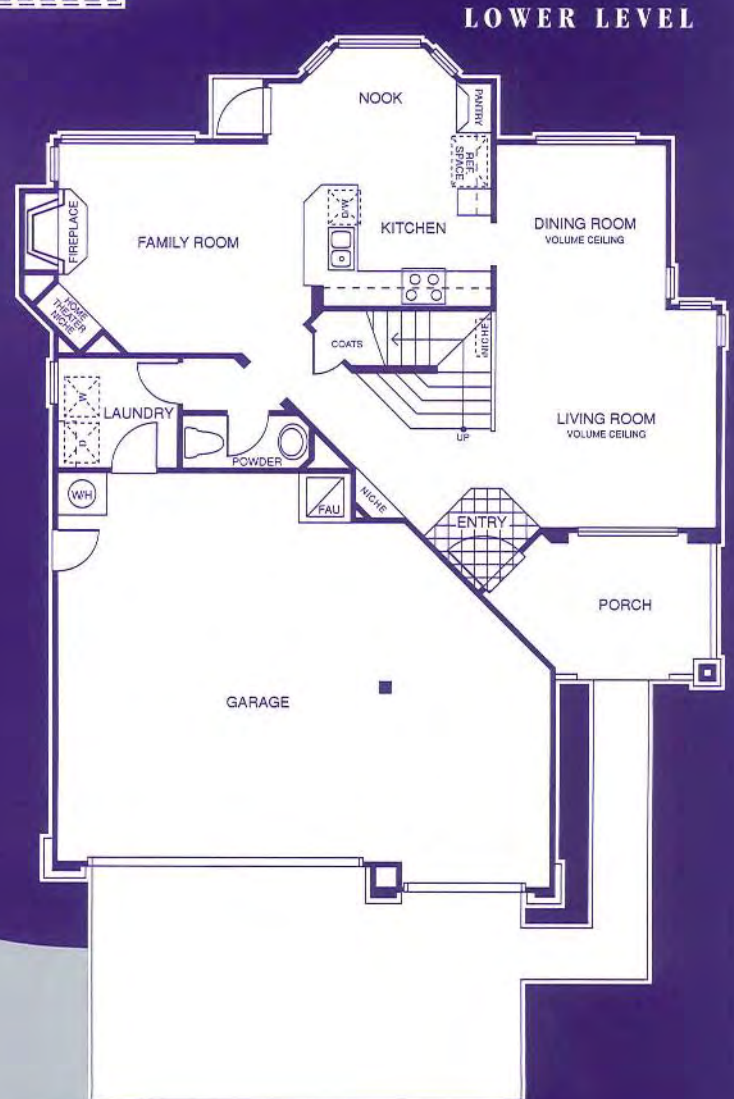 LOWER LEVEL
NOOK
PANTRY
REF.
SPACE
D/W
KITCHEN
DINING ROOM
VOLUME CEILING
FIREPLACE
FAMILY ROOM
HOME
THEATER
NICHE
COATS
NICHE
W
D
LAUNDRY
LIVING ROOM
VOLUME CEILING
UP
POWDER
W/H
FAU
NICHE
ENTRY
PORCH
GARAGE